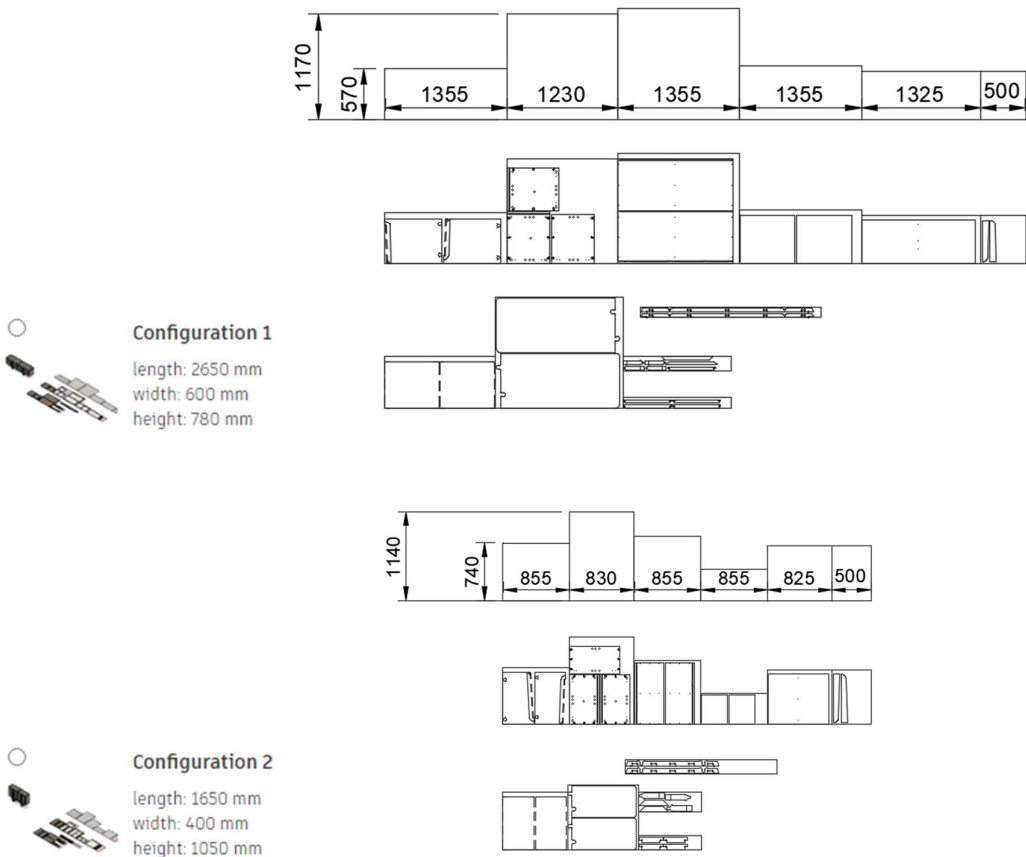 1170
570
1355 1230 1355 1355 1325 500
Configuration 1
length: 2650 mm
width: 600 mm
height: 780 mm
1140
740
855 830 855 855 825 500
Configuration 2
length: 1650 mm
width: 400 mm
height: 1050 mm